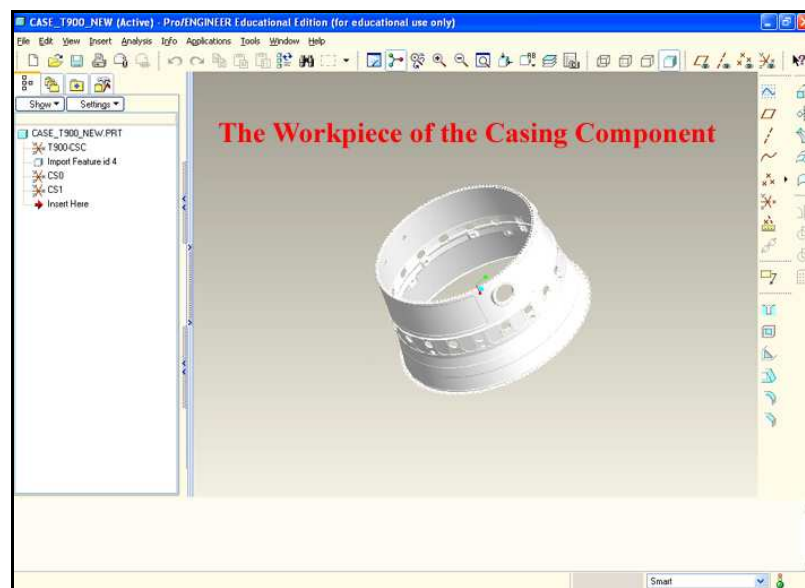 CASE_T900_NEW (Active) - Pro/ENGINEER Educational Edition (for educational use only)
File Edit View Insert Analysis Info Applications Tools Window Help
Show Settings
CASE_T900_NEW.PRT
T900-CSC
Import Feature id 4
CS0
CS1
Insert Here
The Workpiece of the Casing Component
Smart